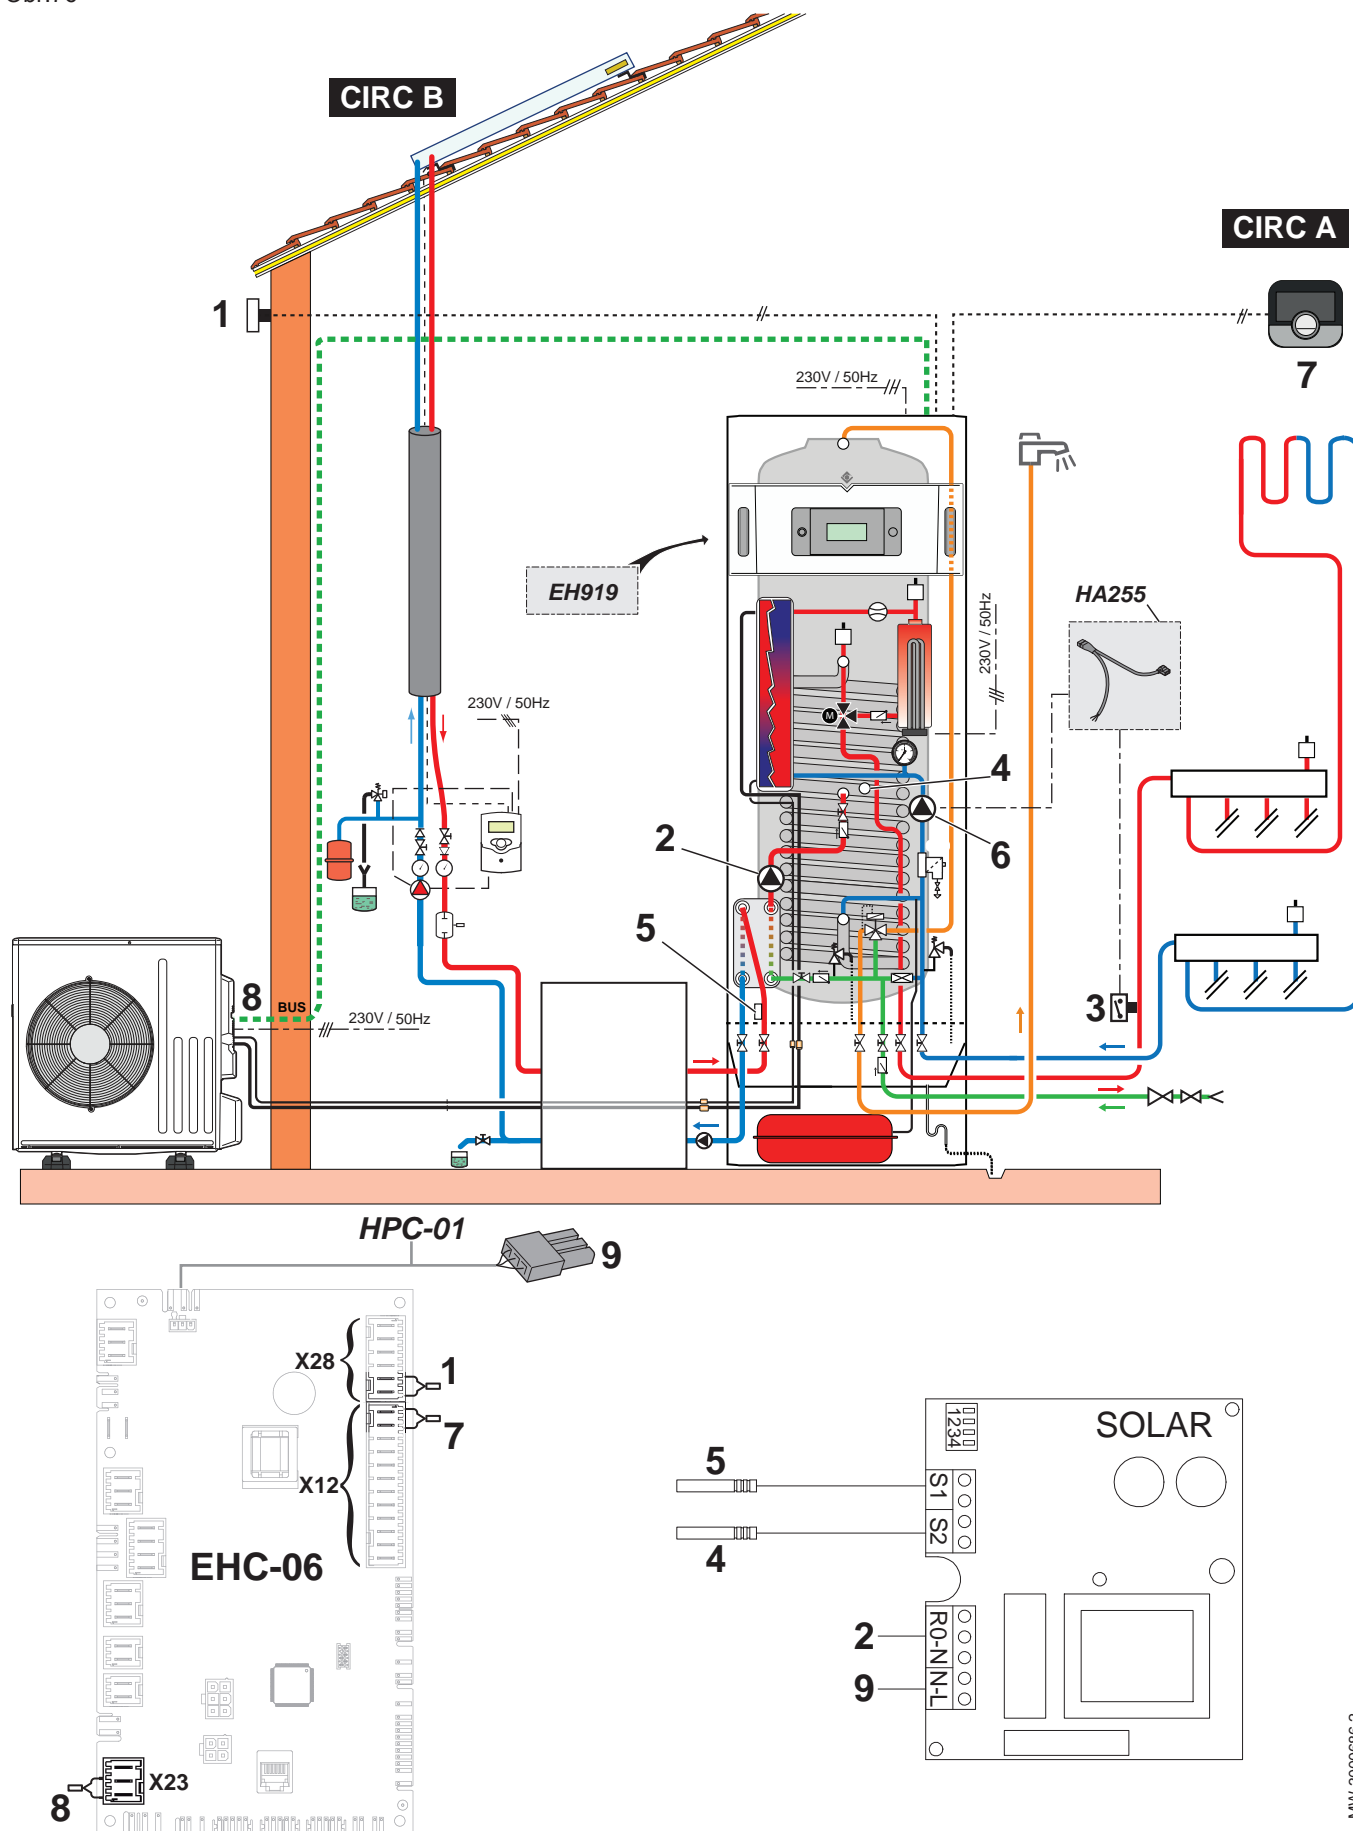 CIRC B
CIRC A
1
7
230V / 50Hz
EH919
HA255
230V / 50Hz
230V / 50Hz
M
4
2
6
5
3
8
BUS
230V / 50Hz
HPC-01
9
X28
1
7
X12
EHC-06
X23
8
SOLAR
1234
5
S1
S2
4
2
R0-N
9
N-L